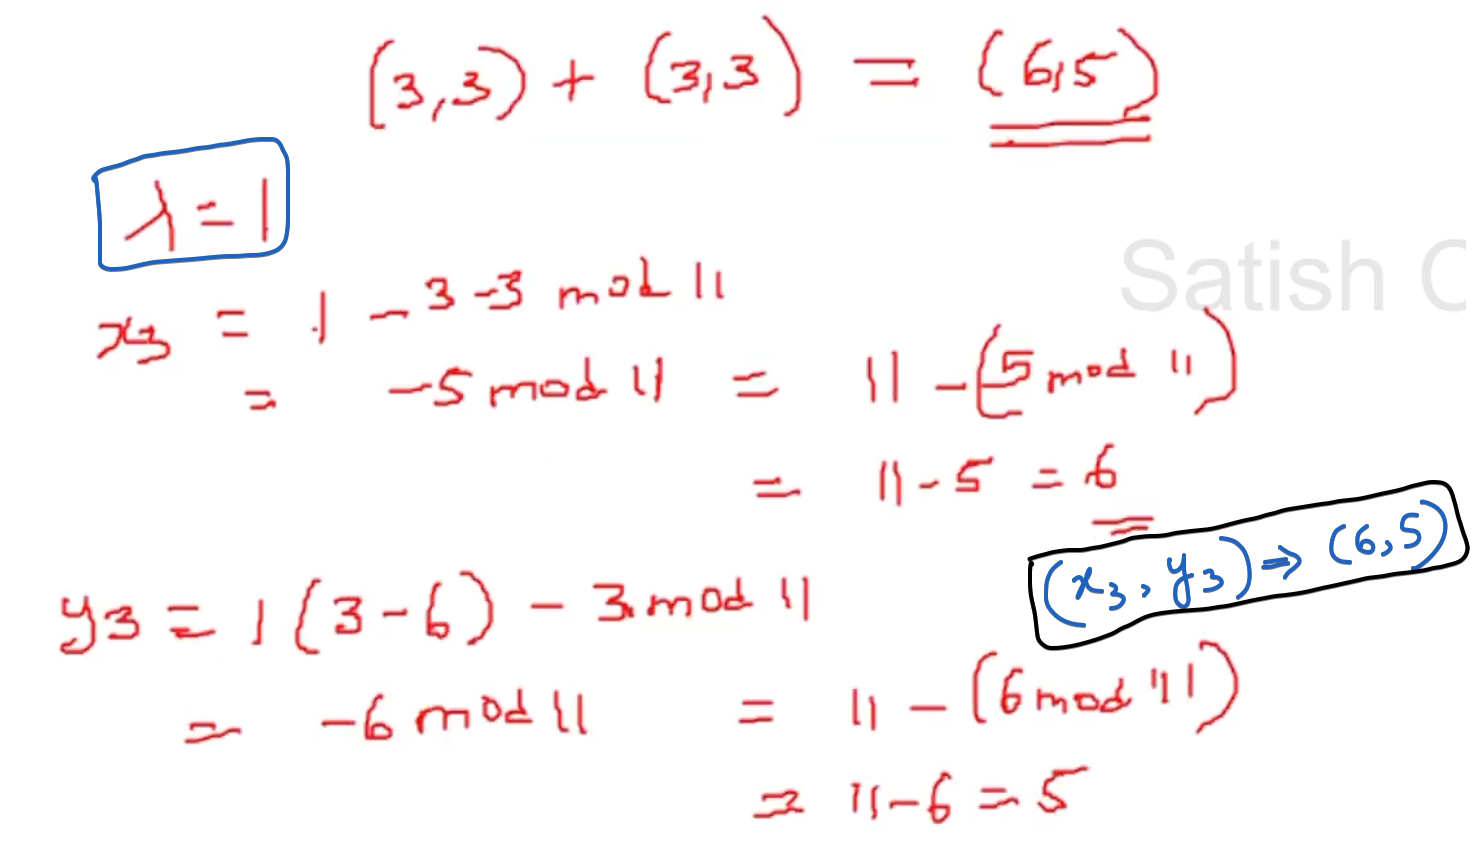 (3,3) + (3,3) = (6,5)
λ = 1
Satish C
x3 = 1 - 3 - 3 mod 11
= -5 mod 11 = 11 - (5 mod 11)
= 11 - 5 = 6
(x3, y3) ⇒ (6,5)
y3 = 1 (3 - 6) - 3 mod 11
= -6 mod 11 = 11 - (6 mod 11)
= 11 - 6 = 5